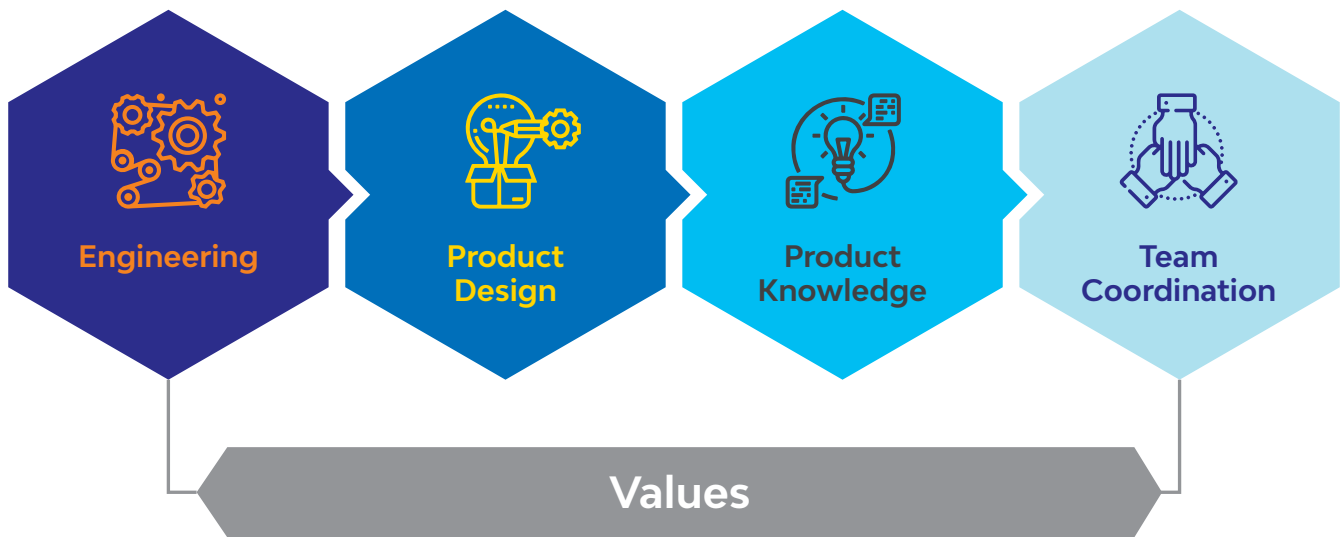 Engineering
Product
Design
Product
Knowledge
Team
Coordination
Values